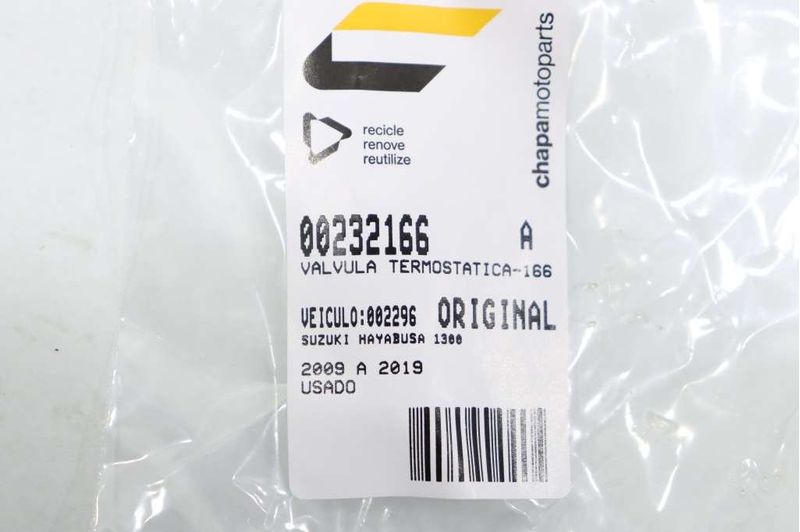 chapamotoparts
recicle
renove
reutilize
00232166 A
VALVULA TERMOSTATICA-166
VEICULO:002296 ORIGINAL
SUZUKI HAYABUSA 1300
2009 A 2019
USADO